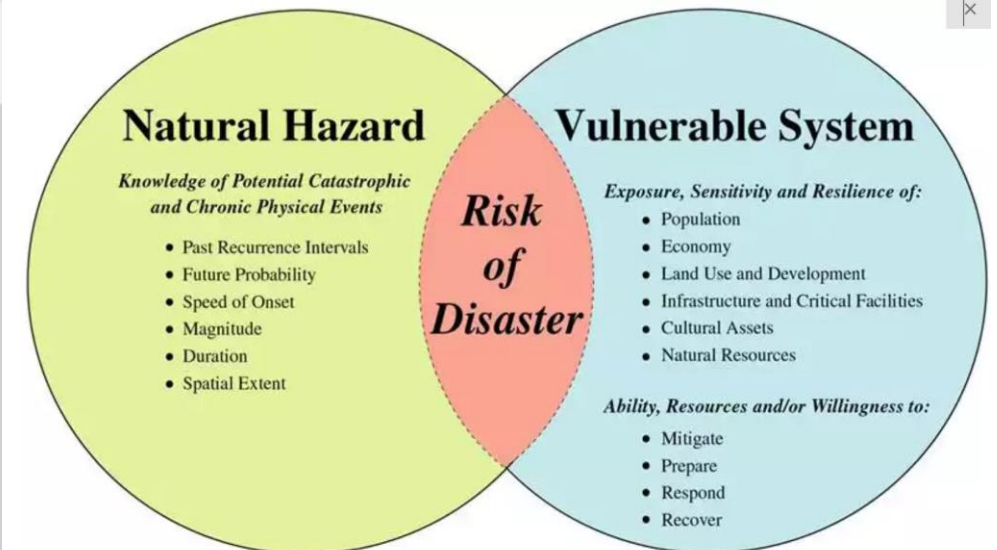 Natural Hazard
Knowledge of Potential Catastrophic
and Chronic Physical Events
• Past Recurrence Intervals
• Future Probability
• Speed of Onset
• Magnitude
• Duration
• Spatial Extent
Risk
of
Disaster
Vulnerable System
Exposure, Sensitivity and Resilience of:
• Population
• Economy
• Land Use and Development
• Infrastructure and Critical Facilities
• Cultural Assets
• Natural Resources
Ability, Resources and/or Willingness to:
• Mitigate
• Prepare
• Respond
• Recover